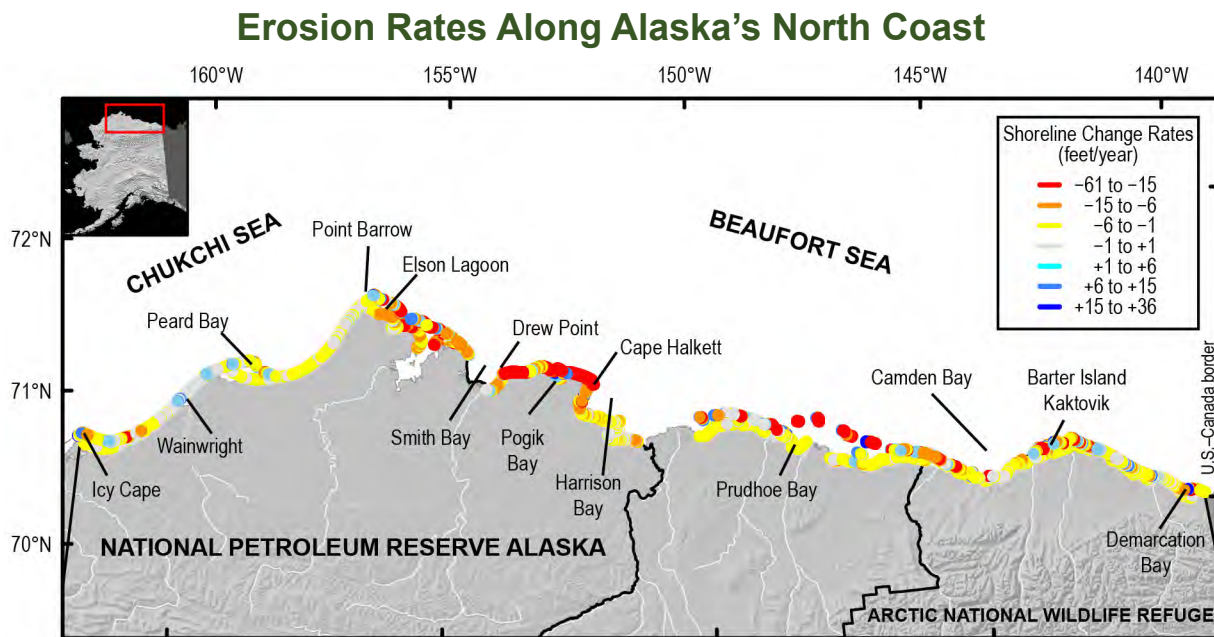 Erosion Rates Along Alaska's North Coast
160°W
155°W
150°W
145°W
140°W
Shoreline Change Rates
(feet/year)
−61 to −15
−15 to −6
−6 to −1
−1 to +1
+1 to +6
+6 to +15
+15 to +36
72°N
71°N
70°N
CHUKCHI SEA
BEAUFORT SEA
Point Barrow
Elson Lagoon
Peard Bay
Drew Point
Cape Halkett
Camden Bay
Barter Island
Kaktovik
U.S.–Canada border
Wainwright
Smith Bay
Pogik
Bay
Harrison
Bay
Prudhoe Bay
Icy Cape
Demarcation
Bay
NATIONAL PETROLEUM RESERVE ALASKA
ARCTIC NATIONAL WILDLIFE REFUGE